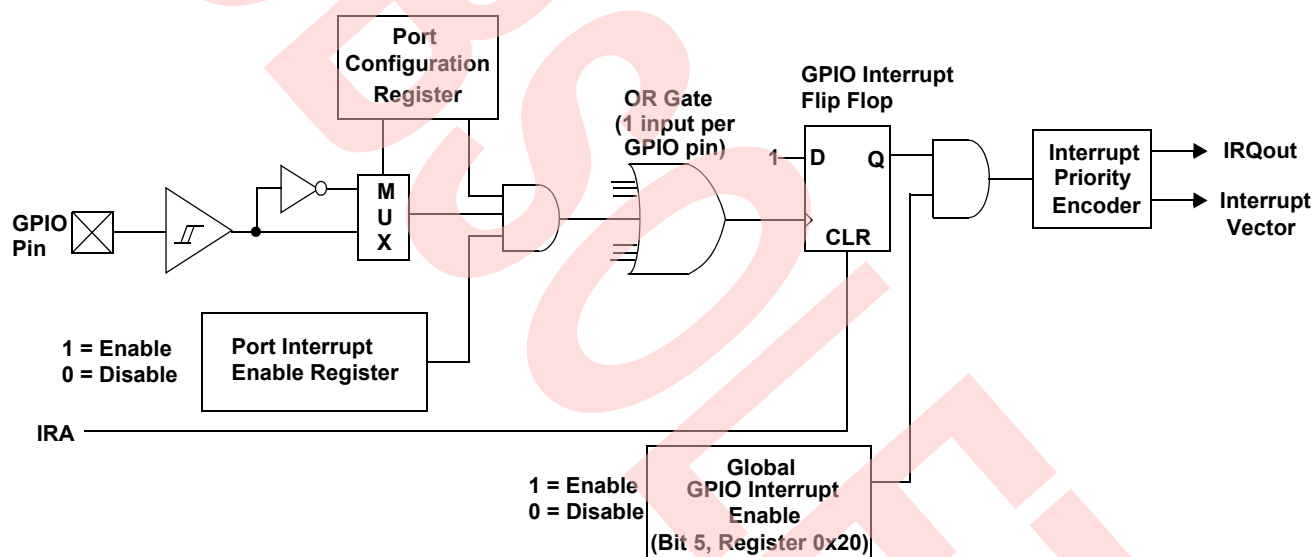 Port
Configuration
Register
OR Gate
(1 input per
GPIO pin)
GPIO Interrupt
Flip Flop
1
D
Q
CLR
Interrupt
Priority
Encoder
IRQout
Interrupt
Vector
GPIO
Pin
M
U
X
1 = Enable
0 = Disable
Port Interrupt
Enable Register
IRA
1 = Enable
0 = Disable
Global
GPIO Interrupt
Enable
(Bit 5, Register 0x20)
OBSOLETE